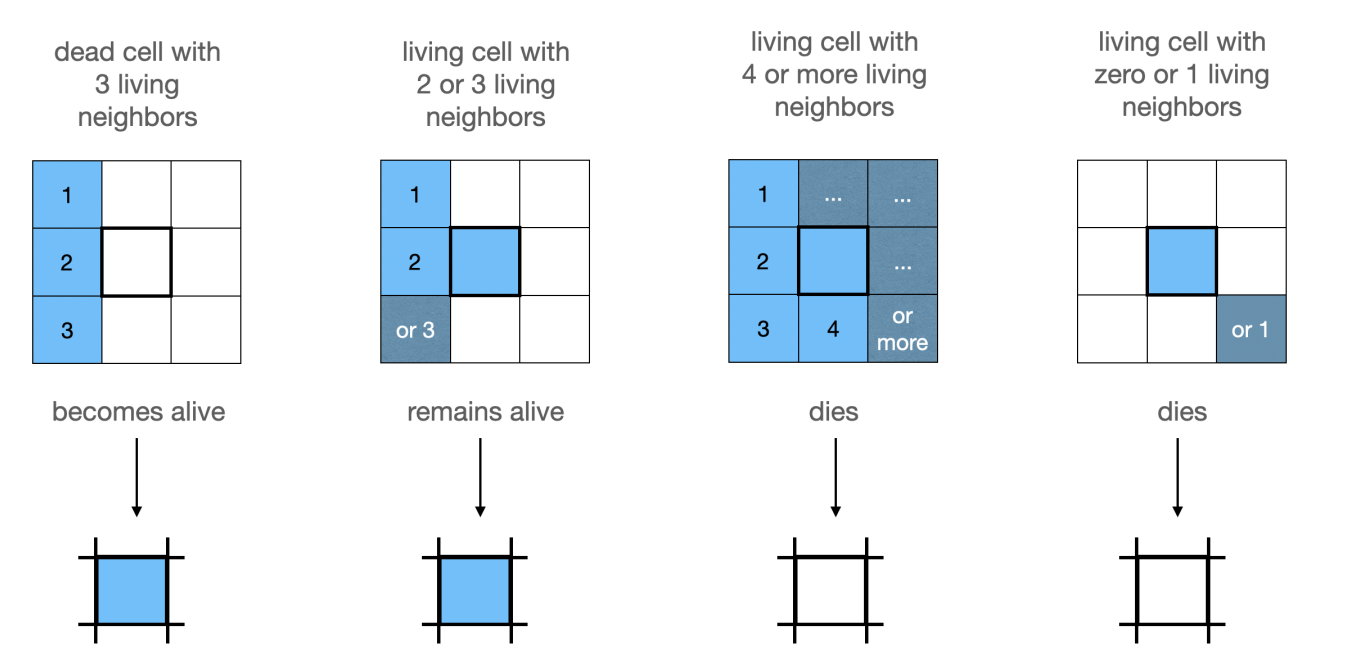 dead cell with
3 living
neighbors
living cell with
2 or 3 living
neighbors
living cell with
4 or more living
neighbors
living cell with
zero or 1 living
neighbors
1
2
3
1
2
or 3
1
...
...
2
...
3
4
or
more
or 1
becomes alive
remains alive
dies
dies